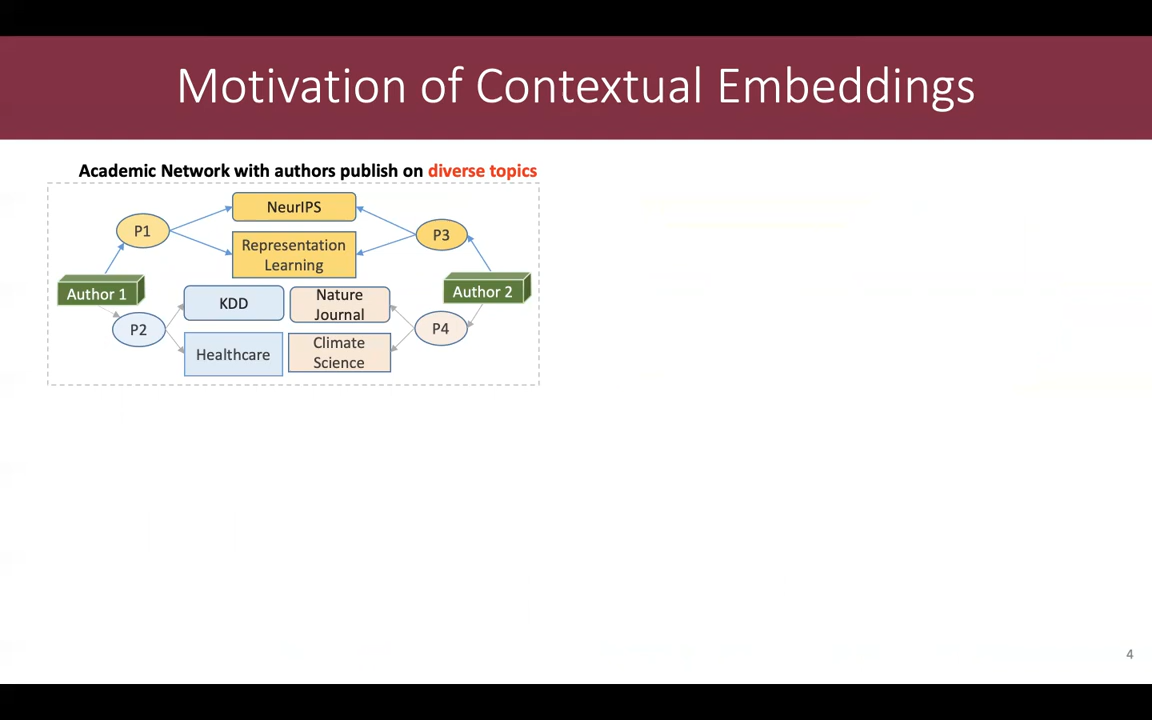 Motivation of Contextual Embeddings
Academic Network with authors publish on diverse topics
NeurIPS
P1
P3
Representation
Learning
Author 1
Author 2
KDD
Nature
Journal
P2
P4
Healthcare
Climate
Science
4